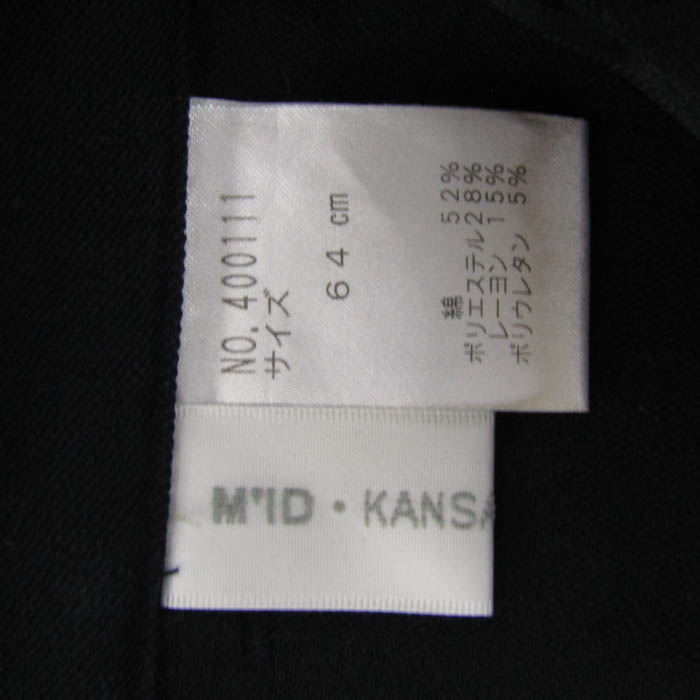 NO. 400111
サイズ
64 cm
綿 52%
ポリエステル 28%
レーヨン 15%
ポリウレタン 5%
M'ID・KANSA